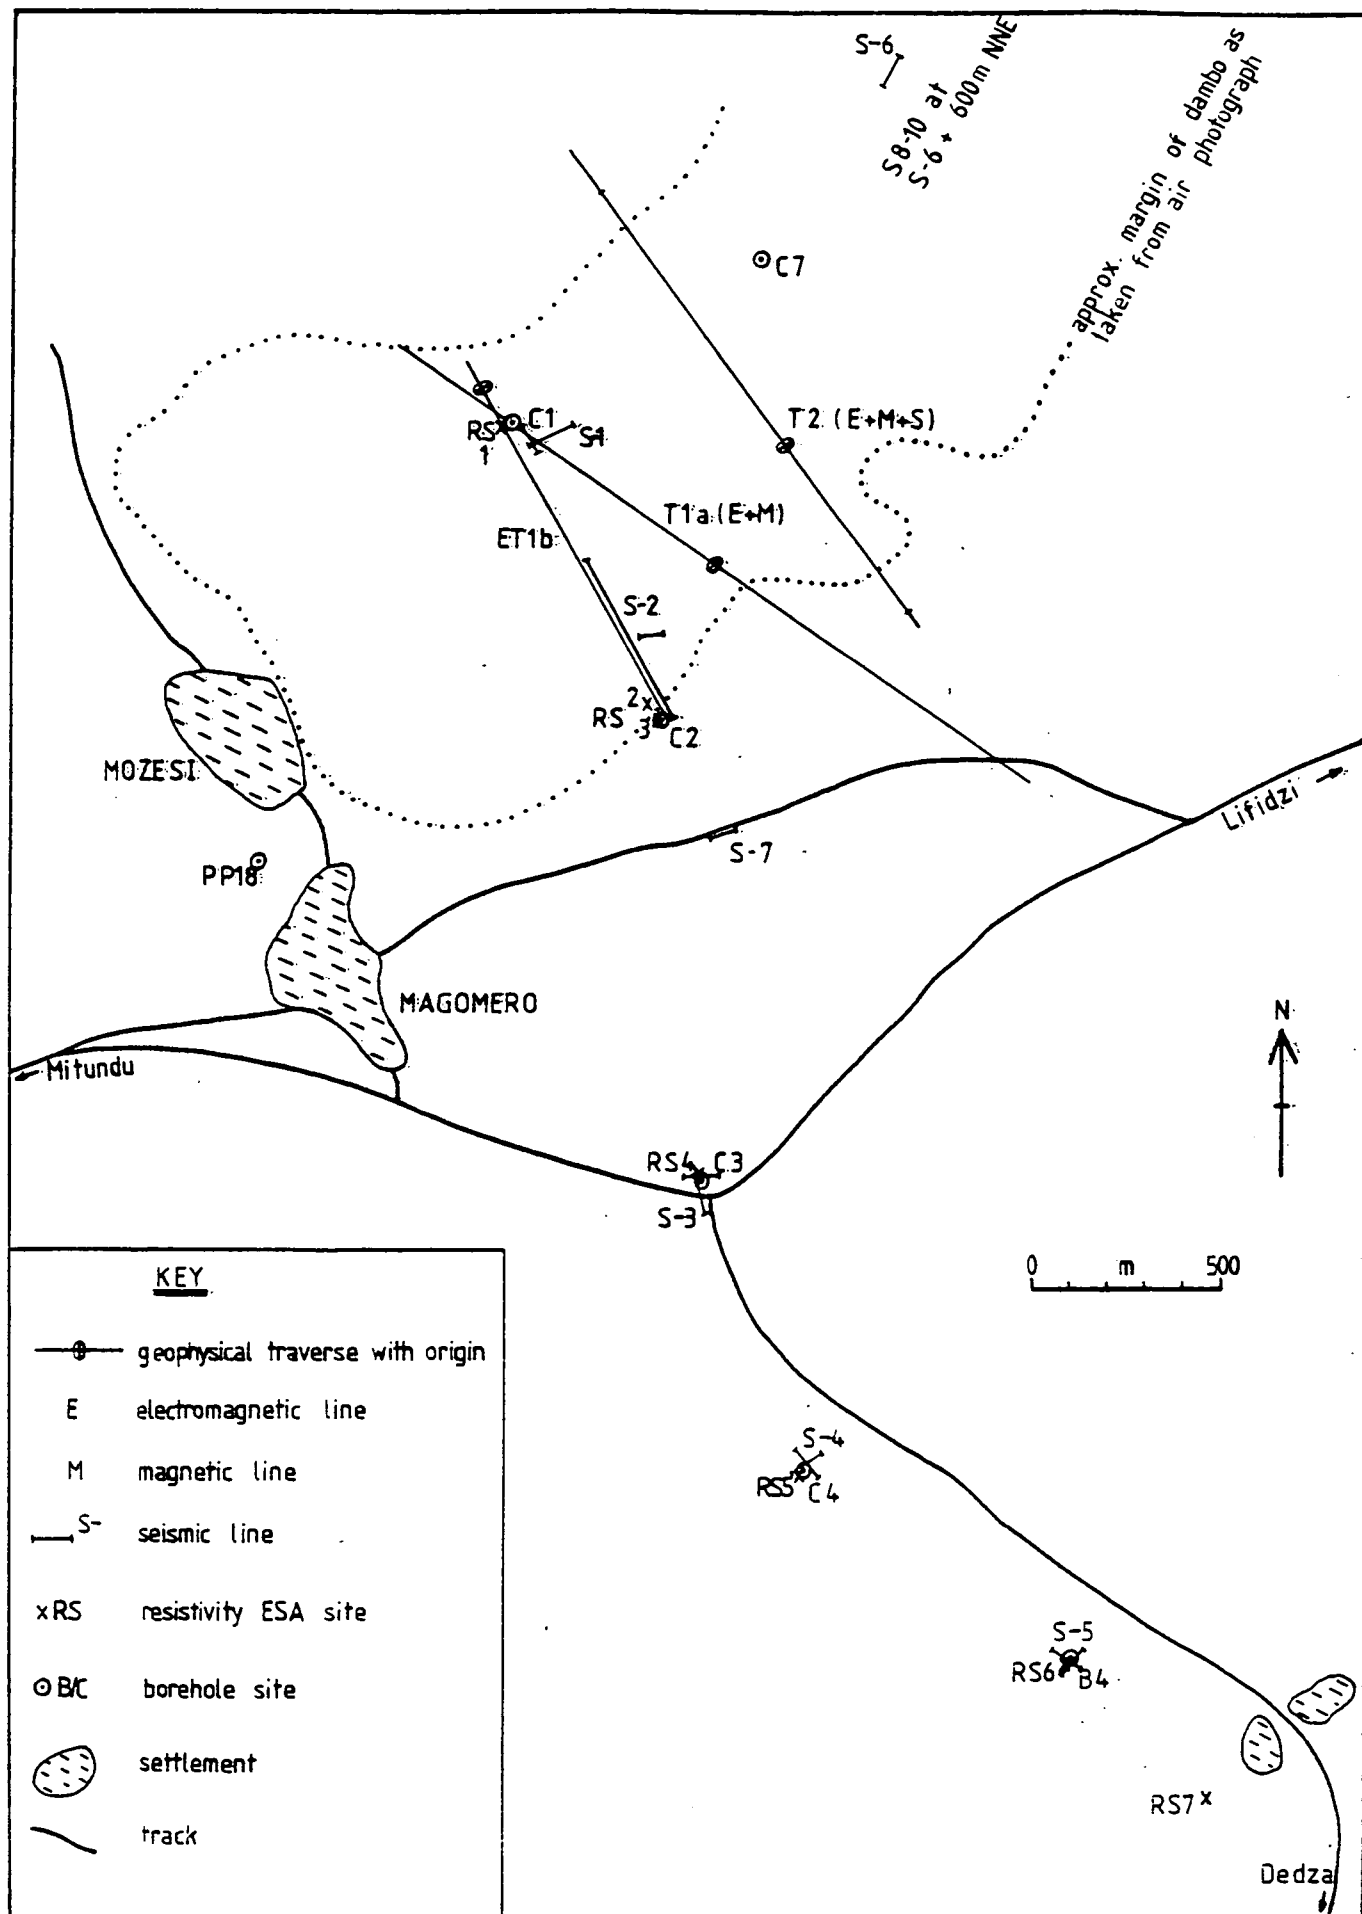 S-6
S8-10 at
S-6 + 600m NNE
approx. margin of dambo as
taken from air photograph
C7
C1
RS
1
S-1
T2 (E+M+S)
T1a (E+M)
ET1b
S-2
2x
RS
3
C2
MOZESI
Lifidzi
S-7
PP18
MAGOMERO
N
Mitundu
RS4
C3
S-3
0 m 500
KEY
geophysical traverse with origin
E electromagnetic line
M magnetic line
S- seismic line
xRS resistivity ESA site
B/C borehole site
settlement
track
S-4
RS5
C4
S-5
RS6
B4
RS7 x
Dedza